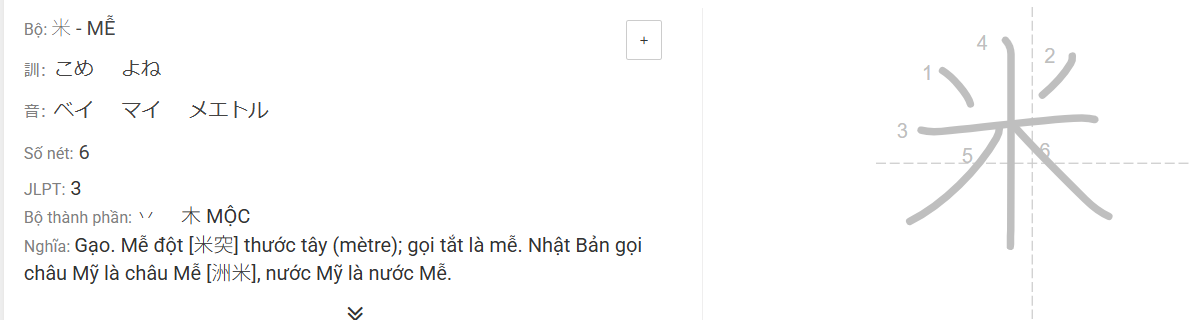 Bộ: 米 - MỄ
+
訓: こめ よね
音: ベイ マイ メエトル
Số nét: 6
JLPT: 3
Bộ thành phần: 丷 木 MỘC
Nghĩa: Gạo. Mễ đột [米突] thước tây (mètre); gọi tắt là mễ. Nhật Bản gọi
châu Mỹ là châu Mễ [洲米], nước Mỹ là nước Mễ.
米
4
1
2
3
5
6